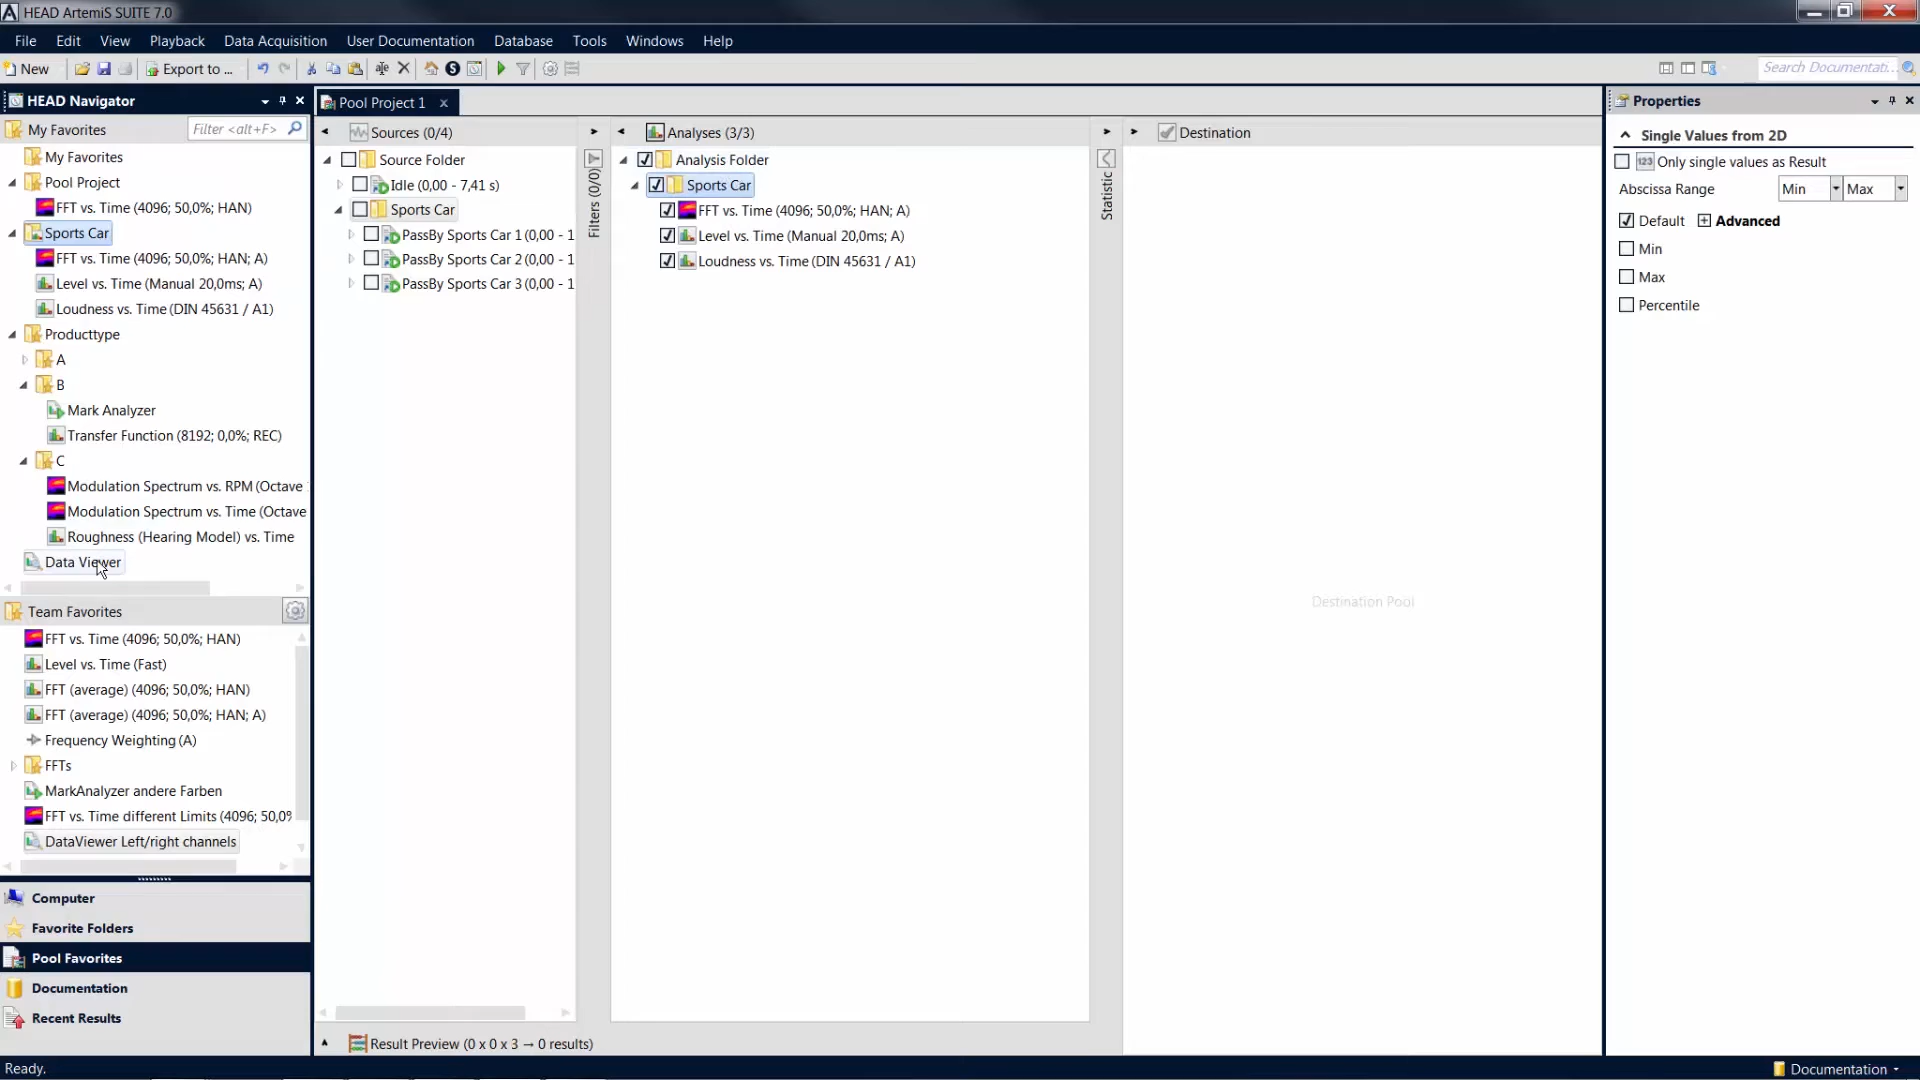 HEAD ArtemiS SUITE 7.0
File Edit View Playback Data Acquisition User Documentation Database Tools Windows Help
New Export to ... Search Documentati...
HEAD Navigator
My Favorites Filter <alt+F>
My Favorites
Pool Project
FFT vs. Time (4096; 50,0%; HAN)
Sports Car
FFT vs. Time (4096; 50,0%; HAN; A)
Level vs. Time (Manual 20,0ms; A)
Loudness vs. Time (DIN 45631 / A1)
Producttype
A
B
Mark Analyzer
Transfer Function (8192; 0,0%; REC)
C
Modulation Spectrum vs. RPM (Octave
Modulation Spectrum vs. Time (Octave
Roughness (Hearing Model) vs. Time
Data Viewer
Team Favorites
FFT vs. Time (4096; 50,0%; HAN)
Level vs. Time (Fast)
FFT (average) (4096; 50,0%; HAN)
FFT (average) (4096; 50,0%; HAN; A)
Frequency Weighting (A)
FFTs
MarkAnalyzer andere Farben
FFT vs. Time different Limits (4096; 50,0%
DataViewer Left/right channels
Computer
Favorite Folders
Pool Favorites
Documentation
Recent Results
Pool Project 1
Sources (0/4)
Source Folder
Idle (0,00 - 7,41 s)
Sports Car
PassBy Sports Car 1 (0,00 - 1
PassBy Sports Car 2 (0,00 - 1
PassBy Sports Car 3 (0,00 - 1
Filters (0/0)
Analyses (3/3)
Analysis Folder
Sports Car
FFT vs. Time (4096; 50,0%; HAN; A)
Level vs. Time (Manual 20,0ms; A)
Loudness vs. Time (DIN 45631 / A1)
Statistic
Destination
Destination Pool
Result Preview (0 x 0 x 3 → 0 results)
Properties
Single Values from 2D
123 Only single values as Result
Abscissa Range Min Max
Default Advanced
Min
Max
Percentile
Ready.
Documentation